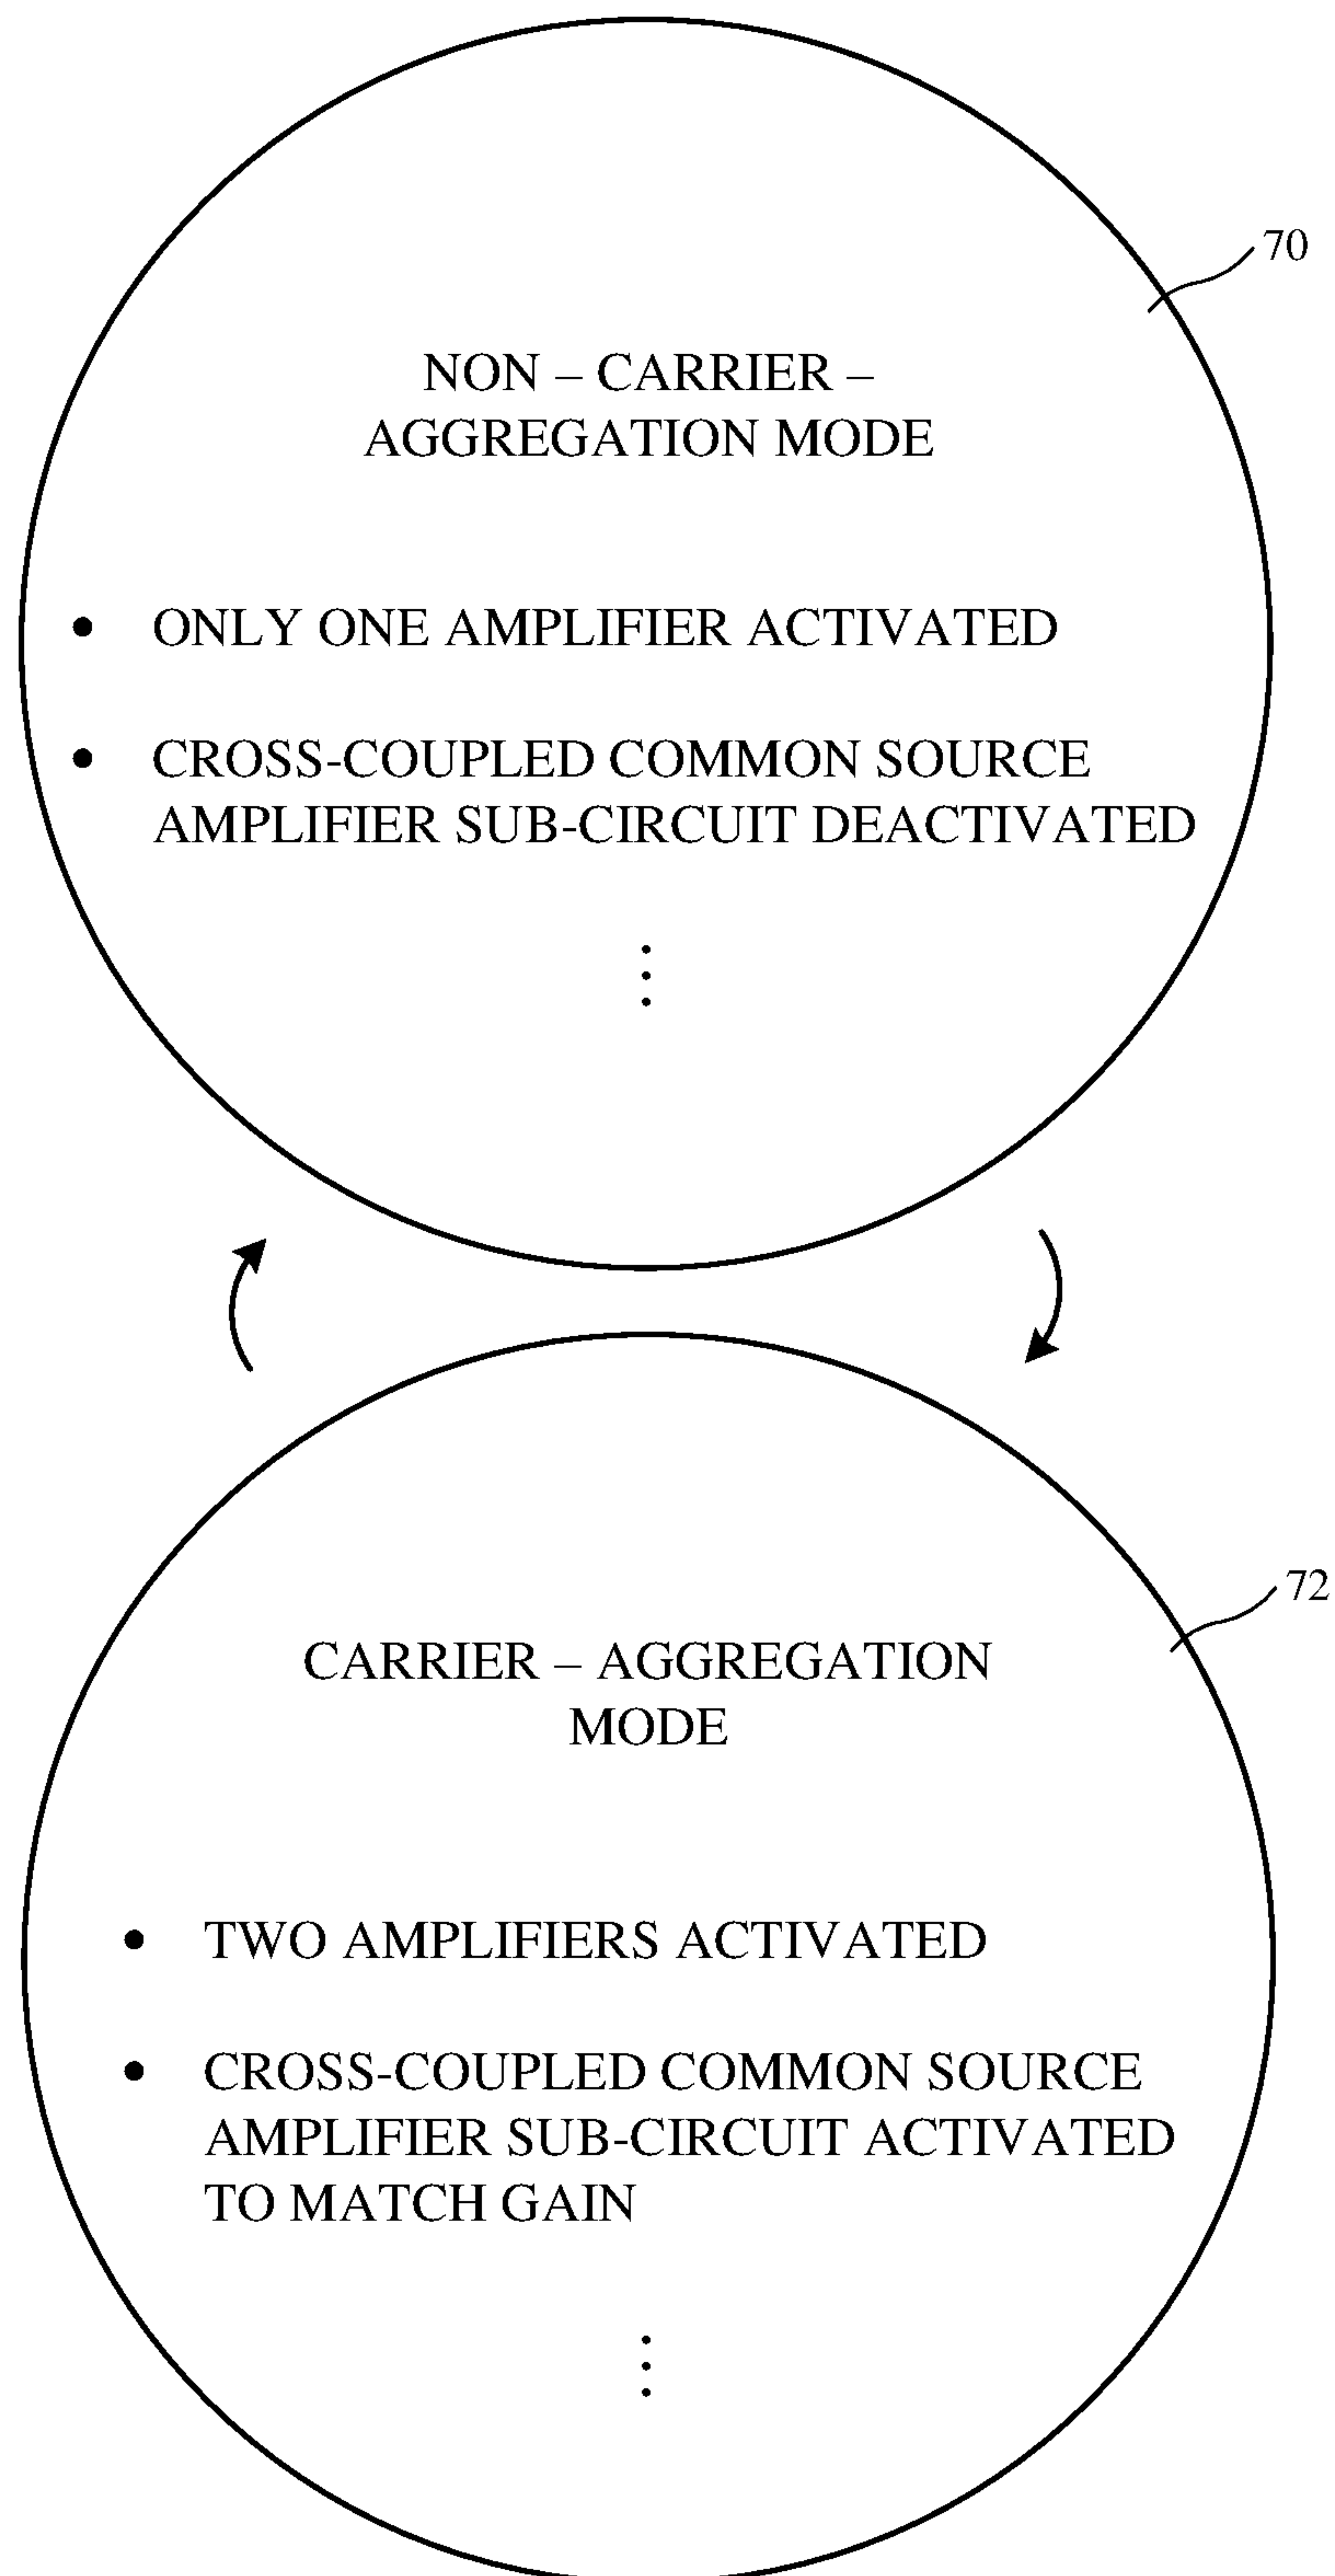 70
NON – CARRIER –
AGGREGATION MODE
• ONLY ONE AMPLIFIER ACTIVATED
• CROSS-COUPLED COMMON SOURCE
AMPLIFIER SUB-CIRCUIT DEACTIVATED
72
CARRIER – AGGREGATION
MODE
• TWO AMPLIFIERS ACTIVATED
• CROSS-COUPLED COMMON SOURCE
AMPLIFIER SUB-CIRCUIT ACTIVATED
TO MATCH GAIN